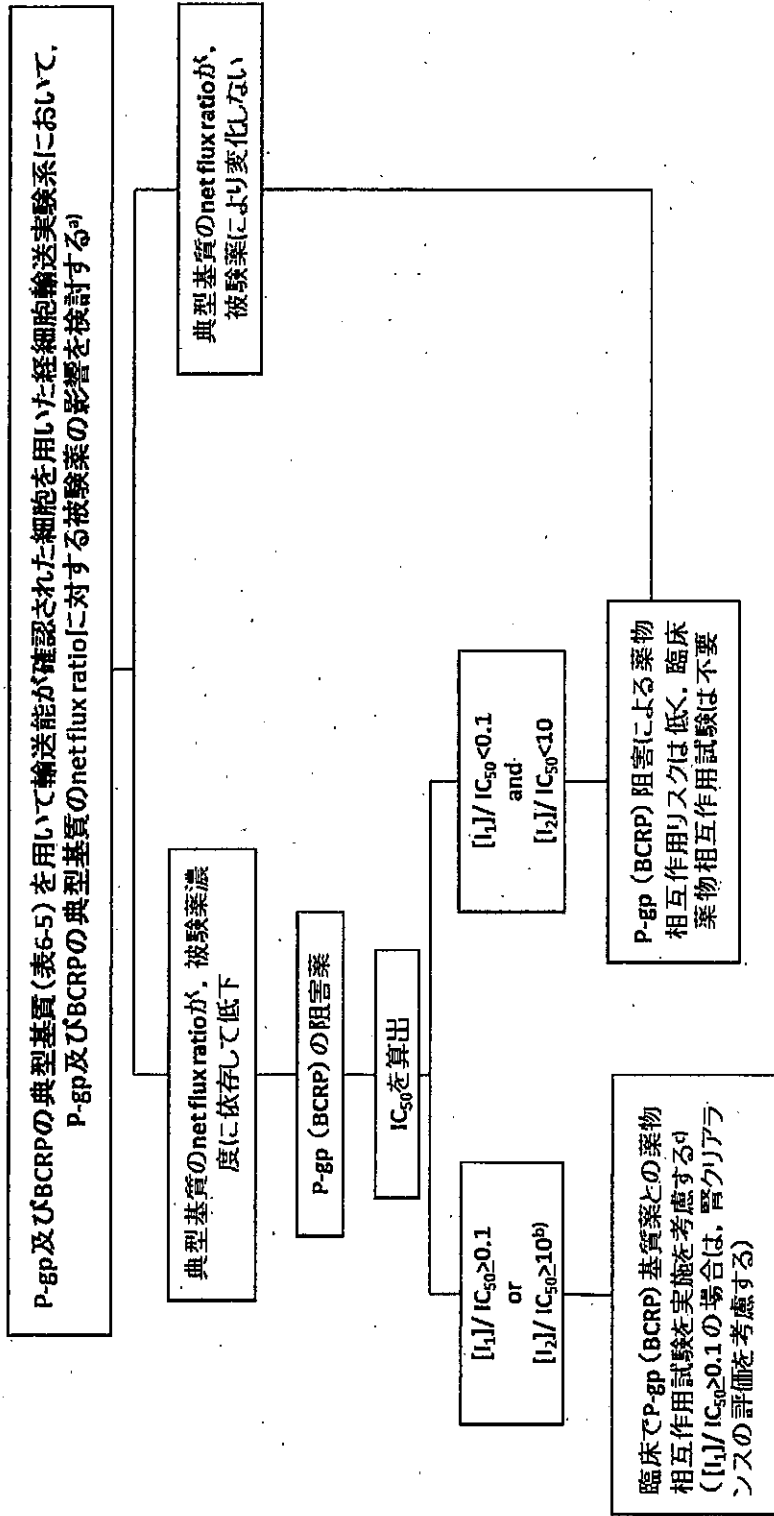 P-gp及びBCRPの典型基質(表6-5)を用いて輸送能が確認された細胞を用いた経細胞輸送実験系において,
P-gp及びBCRPの典型基質のnet flux ratioに対する被験薬の影響を検討するa)
典型基質のnet flux ratioが,被験薬濃
度に依存して低下
典型基質のnet flux ratioが,
被験薬により変化しない
P-gp(BCRP)の阻害薬
IC50を算出
[I1]/ IC50≥0.1
or
[I2]/ IC50≥10b)
[I1]/ IC50<0.1
and
[I2]/ IC50<10
臨床でP-gp(BCRP)基質薬との薬物
相互作用試験を実施を考慮するc)
([I1]/ IC50≥0.1の場合は,腎クリアラ
ンスの評価を考慮する)
P-gp(BCRP)阻害による薬物
相互作用リスクは低く,臨床
薬物相互作用試験は不要